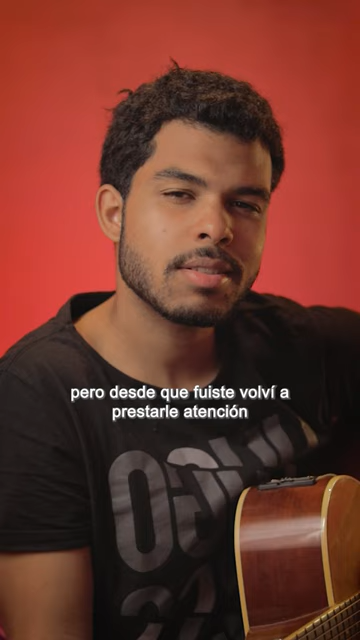 pero desde que fuiste volví a
prestarle atención